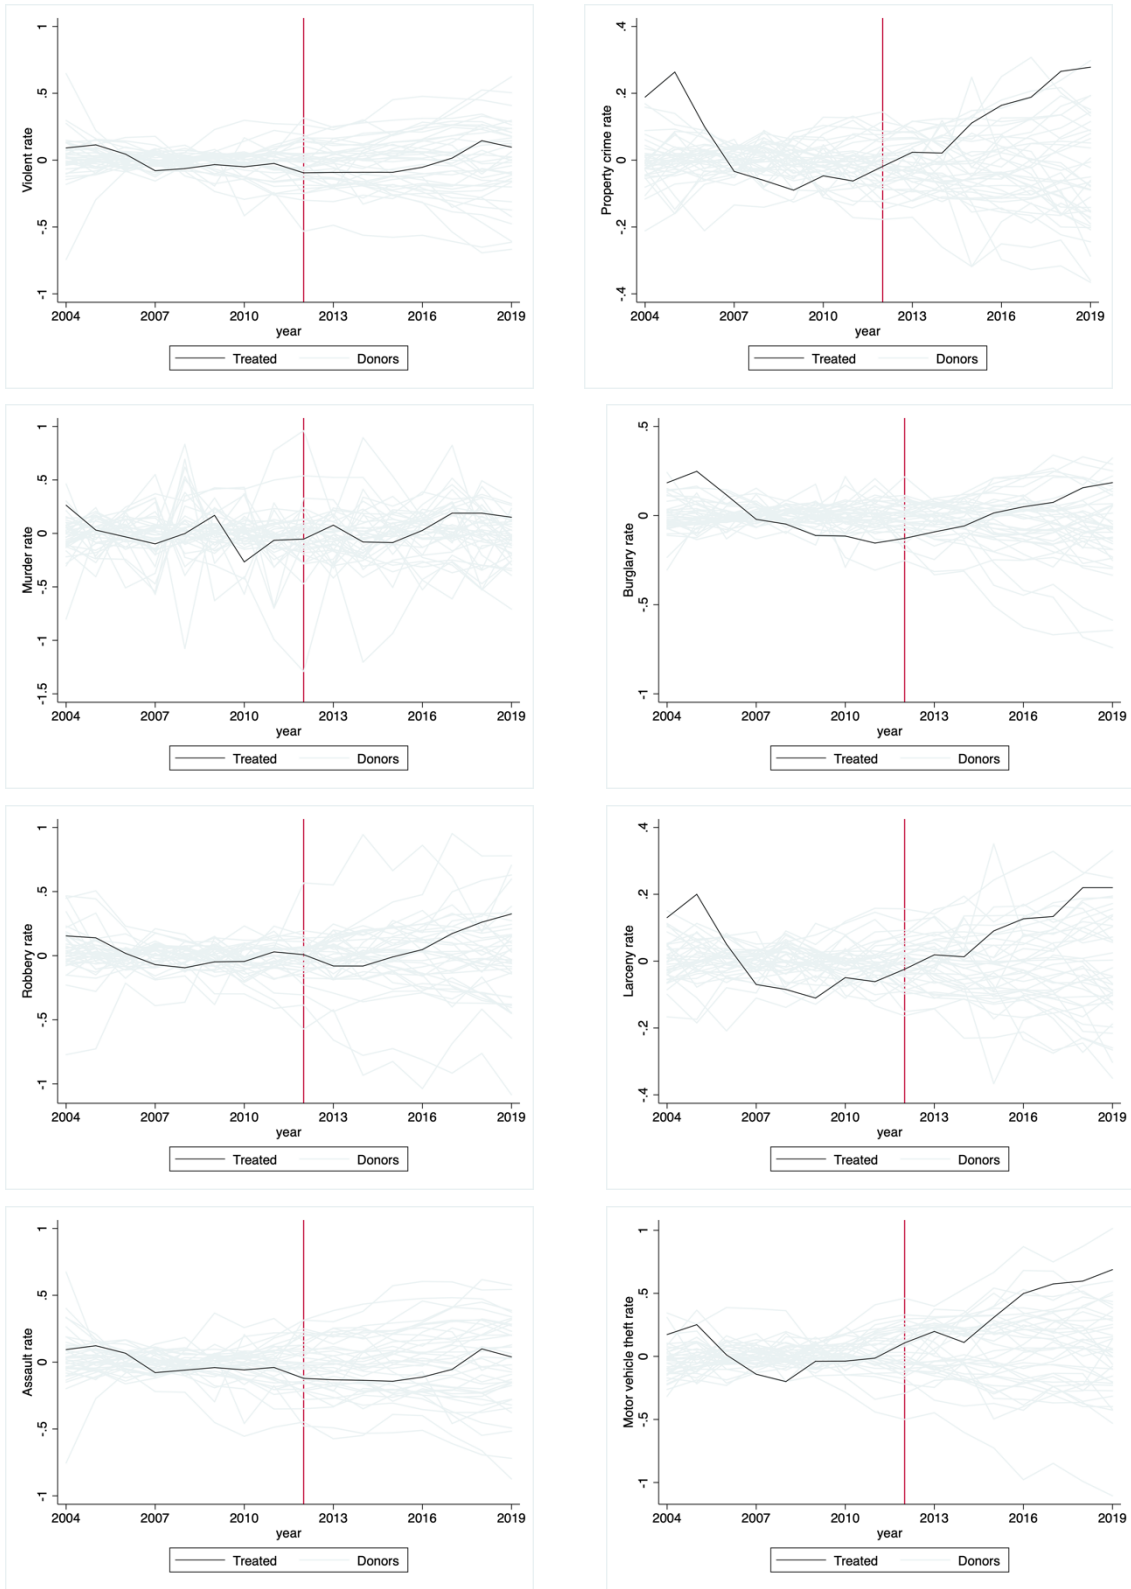 Violent rate
1
.5
0
-.5
-1
2004 2007 2010 2013 2016 2019
year
Treated Donors
Property crime rate
.4
.2
0
-.2
-.4
2004 2007 2010 2013 2016 2019
year
Treated Donors
Murder rate
1
.5
0
-.5
-1
-1.5
2004 2007 2010 2013 2016 2019
year
Treated Donors
Burglary rate
.5
0
-.5
-1
2004 2007 2010 2013 2016 2019
year
Treated Donors
Robbery rate
1
.5
0
-.5
-1
2004 2007 2010 2013 2016 2019
year
Treated Donors
Larceny rate
.4
.2
0
-.2
-.4
2004 2007 2010 2013 2016 2019
year
Treated Donors
Assault rate
1
.5
0
-.5
-1
2004 2007 2010 2013 2016 2019
year
Treated Donors
Motor vehicle theft rate
1
.5
0
-.5
-1
2004 2007 2010 2013 2016 2019
year
Treated Donors